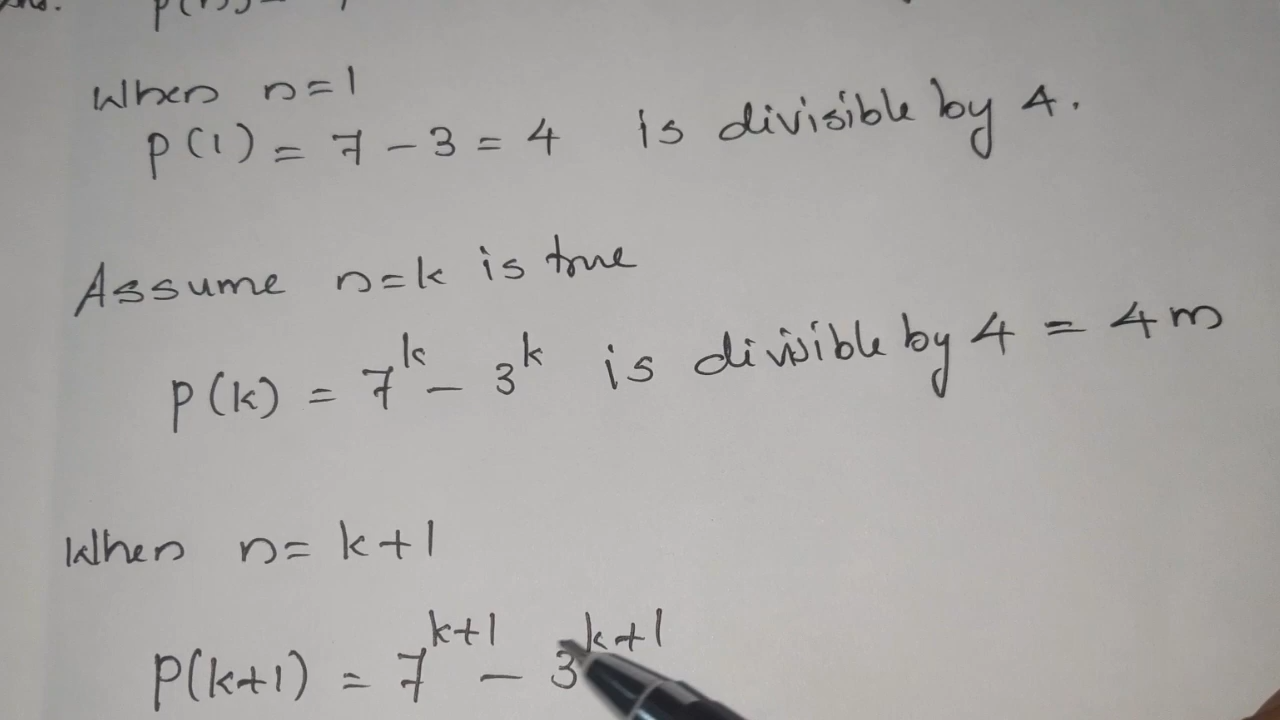 P(n) =
When n=1
P(1) = 7 - 3 = 4 is divisible by 4.
Assume n=k is true
P(k) = 7^k - 3^k is divisible by 4 = 4m
When n= k+1
P(k+1) = 7^{k+1} - 3^{k+1}